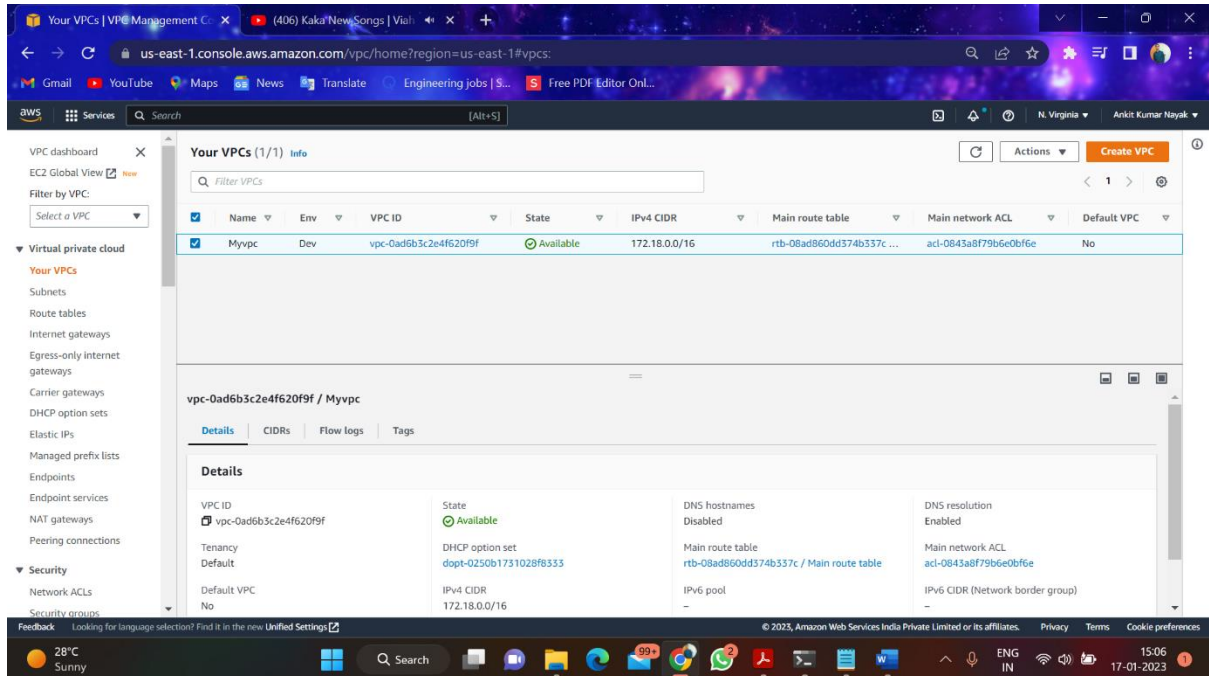 Your VPCs | VPC Management Co
(406) Kaka New Songs | Viah
us-east-1.console.aws.amazon.com/vpc/home?region=us-east-1#vpcs:
Gmail YouTube Maps News Translate Engineering jobs | S... Free PDF Editor Onl...
aws Services Search [Alt+S] N. Virginia Ankit Kumar Nayak
VPC dashboard
EC2 Global View New
Filter by VPC:
Select a VPC
Virtual private cloud
Your VPCs
Subnets
Route tables
Internet gateways
Egress-only internet
gateways
Carrier gateways
DHCP option sets
Elastic IPs
Managed prefix lists
Endpoints
Endpoint services
NAT gateways
Peering connections
Security
Network ACLs
Security groups
Your VPCs (1/1) Info
Actions Create VPC
Filter VPCs
1
Name Env VPC ID State IPv4 CIDR Main route table Main network ACL Default VPC
Myvpc Dev vpc-0ad6b3c2e4f620f9f Available 172.18.0.0/16 rtb-08ad860dd374b337c ... acl-0843a8f79b6e0bf6e No
vpc-0ad6b3c2e4f620f9f / Myvpc
Details CIDRs Flow logs Tags
Details
VPC ID State DNS hostnames DNS resolution
vpc-0ad6b3c2e4f620f9f Available Disabled Enabled
Tenancy DHCP option set Main route table Main network ACL
Default dopt-0250b1731028f8333 rtb-08ad860dd374b337c / Main route table acl-0843a8f79b6e0bf6e
Default VPC IPv4 CIDR IPv6 pool IPv6 CIDR (Network border group)
No 172.18.0.0/16 – –
Feedback Looking for language selection? Find it in the new Unified Settings © 2023, Amazon Web Services India Private Limited or its affiliates. Privacy Terms Cookie preferences
28°C
Sunny
Search
99+
2
ENG
IN
15:06
17-01-2023
1